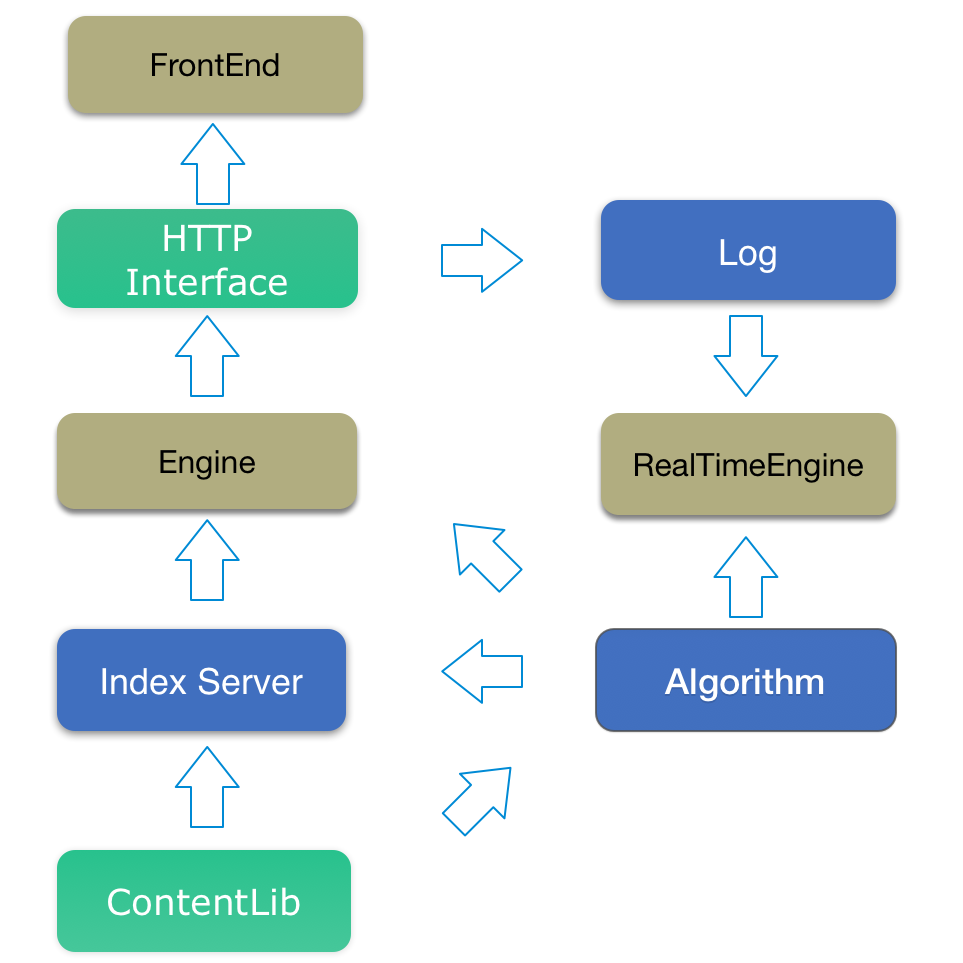 FrontEnd
HTTP
Interface
Log
Engine
RealTimeEngine
Index Server
Algorithm
ContentLib